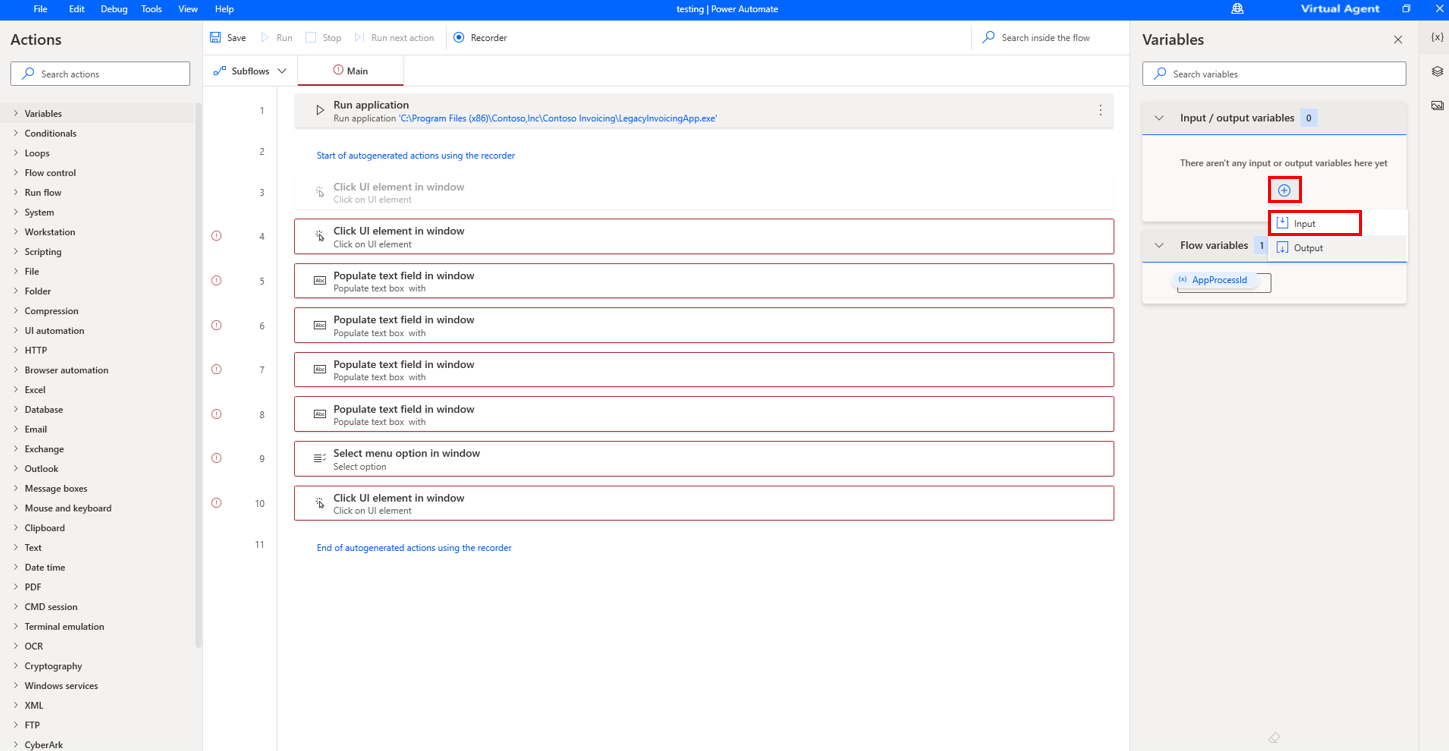 File Edit Debug Tools View Help
testing | Power Automate
Virtual Agent
Actions
Search actions
Variables
Conditionals
Loops
Flow control
Run flow
System
Workstation
Scripting
File
Folder
Compression
UI automation
HTTP
Browser automation
Excel
Database
Email
Exchange
Outlook
Message boxes
Mouse and keyboard
Clipboard
Text
Date time
PDF
CMD session
Terminal emulation
OCR
Cryptography
Windows services
XML
FTP
CyberArk
Save Run Stop Run next action Recorder
Search inside the flow
Subflows
Main
1
Run application
Run application 'C:\Program Files (x86)\Contoso,Inc\Contoso Invoicing\LegacyInvoicingApp.exe'
2
Start of autogenerated actions using the recorder
3
Click UI element in window
Click on UI element
4
Click UI element in window
Click on UI element
5
Abc
Populate text field in window
Populate text box with
6
Abc
Populate text field in window
Populate text box with
7
Abc
Populate text field in window
Populate text box with
8
Abc
Populate text field in window
Populate text box with
9
Select menu option in window
Select option
10
Click UI element in window
Click on UI element
11
End of autogenerated actions using the recorder
Variables
{x}
Search variables
Input / output variables 0
There aren't any input or output variables here yet
Input
Output
Flow variables 1
(x) AppProcessId